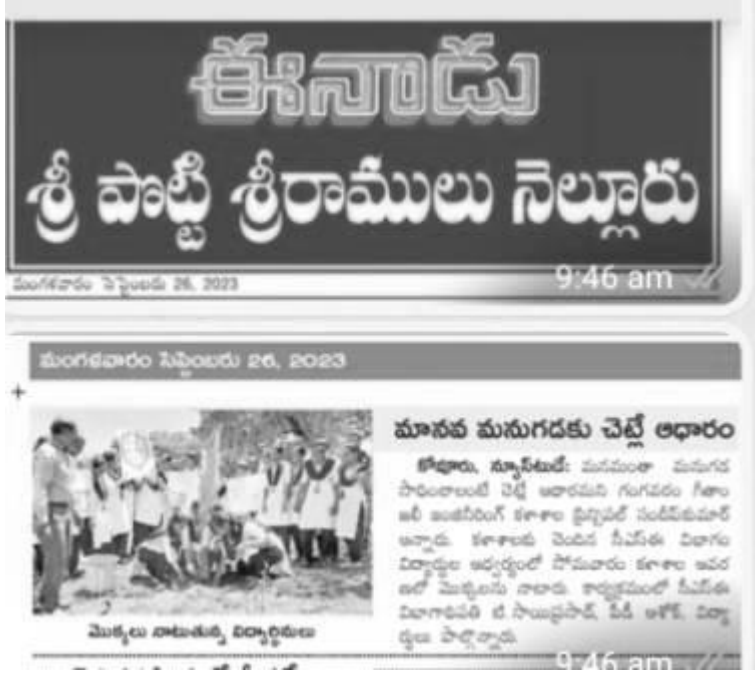 ఈనాడు
శ్రీ పొట్టి శ్రీరాములు నెల్లూరు
మంగళవారం సెప్టెంబరు 26, 2023
9:46 am
మంగళవారం సెప్టెంబరు 26, 2023
మానవ మనుగడకు చెట్లే ఆధారం
కోవూరు, న్యూస్‌టుడే: మనమంతా మనుగడ
సాధించాలంటే చెట్లే ఆధారమని గంగవరం గీతాం
జలి ఇంజినీరింగ్ కళాశాల ప్రిన్సిపల్ సందీప్‌కుమార్
అన్నారు. కళాశాలకు చెందిన సీఎస్ఈ విభాగం
విద్యార్థుల ఆధ్వర్యంలో సోమవారం కళాశాల ఆవర
ణలో మొక్కలను నాటారు. కార్యక్రమంలో సీఎస్ఈ
విభాగాధిపతి టి.సాయిప్రసాద్, పీడీ అశోక్, విద్యా
ర్థులు పాల్గొన్నారు.
మొక్కలు నాటుతున్న విద్యార్థినులు
9:46 am